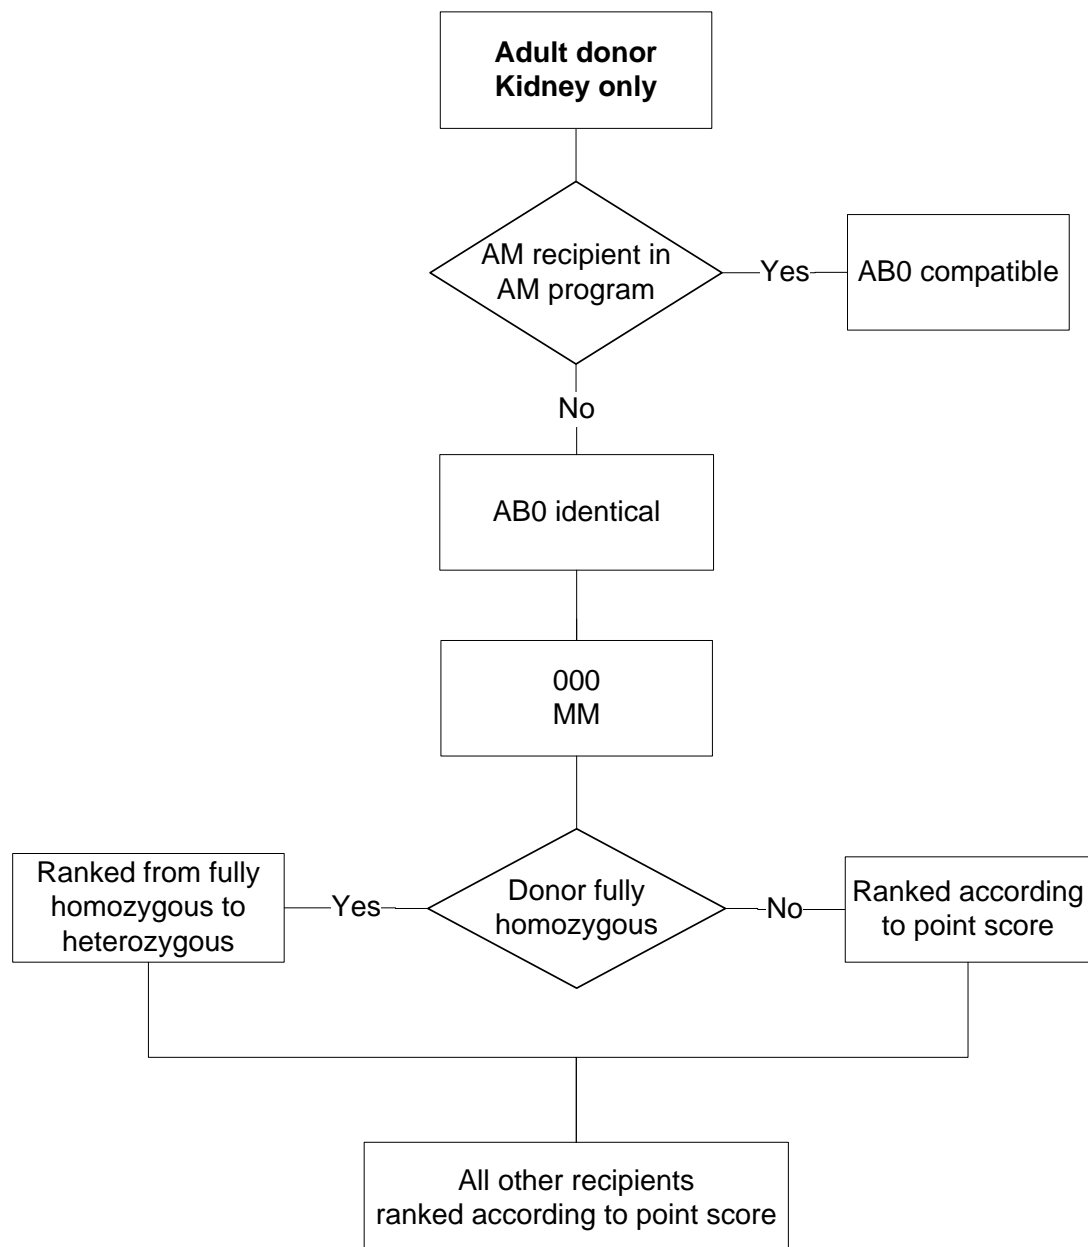 Adult donor
Kidney only
AM recipient in
AM program
Yes
AB0 compatible
No
AB0 identical
000
MM
Ranked from fully
homozygous to
heterozygous
Yes
Donor fully
homozygous
No
Ranked according
to point score
All other recipients
ranked according to point score